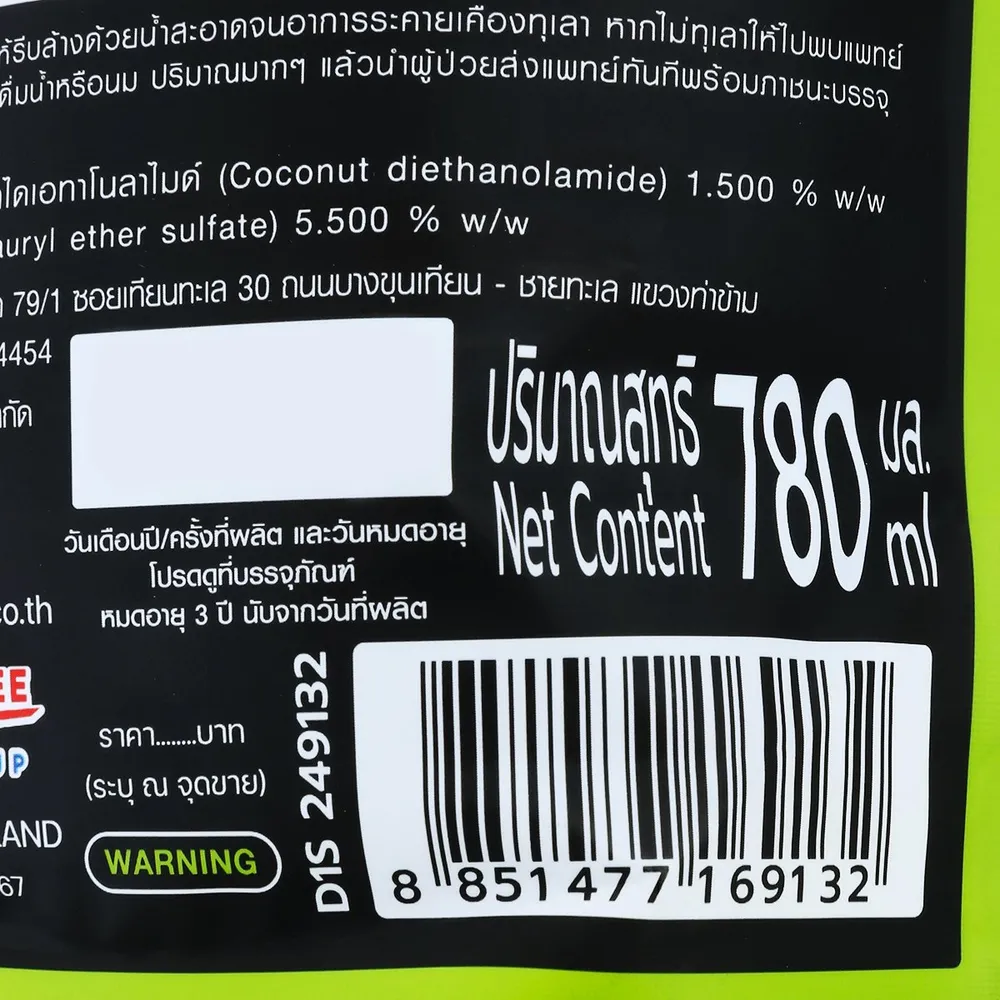 ห้รีบล้างด้วยน้ำสะอาดจนอาการระคายเคืองทุเลา หากไม่ทุเลาให้ไปพบแพทย์
ดื่มน้ำหรือนม ปริมาณมากๆ แล้วนำผู้ป่วยส่งแพทย์ทันทีพร้อมภาชนะบรรจุ
ไดเอทาโนลาไมด์ (Coconut diethanolamide) 1.500 % w/w
auryl ether sulfate) 5.500 % w/w
79/1 ซอยเทียนทะเล 30 ถนนบางขุนเทียน - ชายทะเล แขวงท่าข้าม
4454
กัด
ปริมาณสุทธิ 780 มล.
Net Content ml
วันเดือนปี/ครั้งที่ผลิต และวันหมดอายุ
โปรดดูที่บรรจุภัณฑ์
หมดอายุ 3 ปี นับจากวันที่ผลิต
co.th
EE
UP
LAND
67
ราคา........บาท
(ระบุ ณ จุดขาย)
WARNING
D1S 249132
8 851477 169132